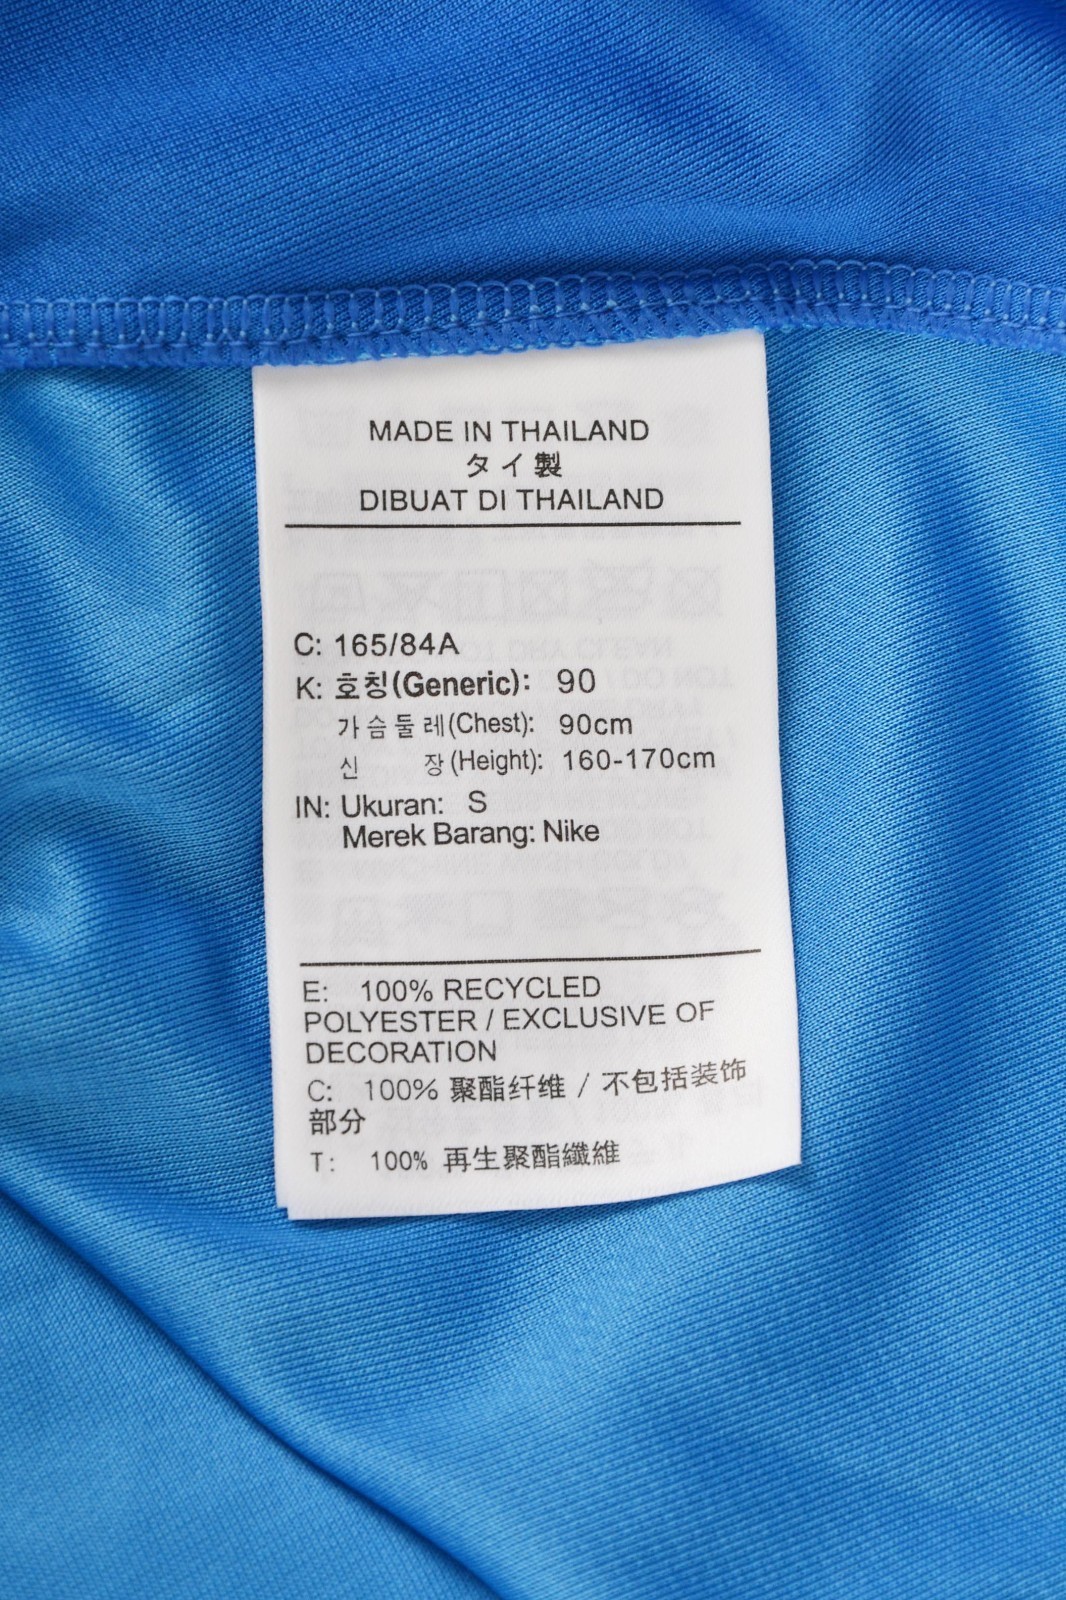 MADE IN THAILAND
タイ製
DIBUAT DI THAILAND
C: 165/84A
K: 호칭(Generic): 90
가슴둘레(Chest): 90cm
신 장(Height): 160-170cm
IN: Ukuran: S
Merek Barang: Nike
E: 100% RECYCLED
POLYESTER / EXCLUSIVE OF
DECORATION
C: 100% 聚酯纤维 / 不包括装饰
部分
T: 100% 再生聚酯纖維